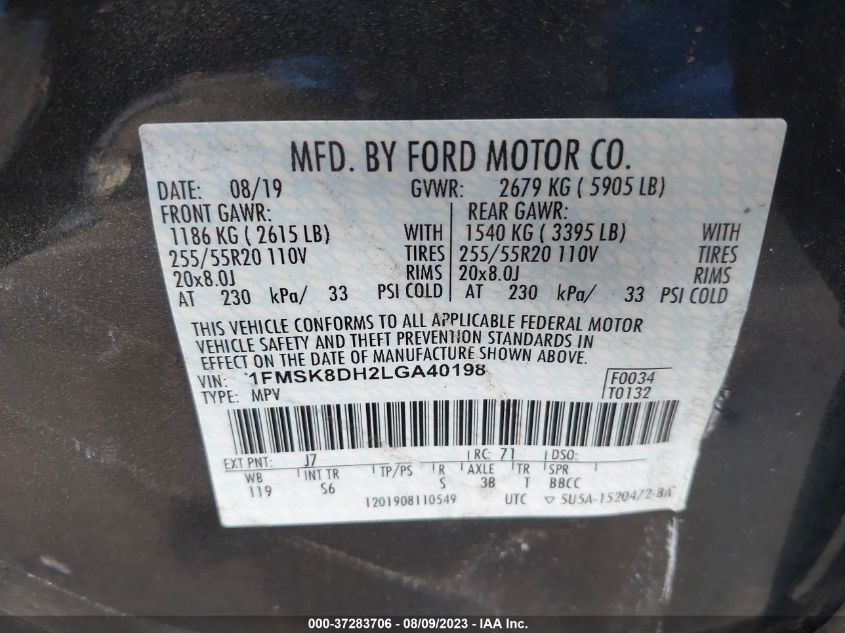 MFD. BY FORD MOTOR CO.
DATE: 08/19 GVWR: 2679 KG ( 5905 LB)
FRONT GAWR: REAR GAWR:
1186 KG ( 2615 LB) WITH 1540 KG ( 3395 LB) WITH
255/55R20 110V TIRES 255/55R20 110V TIRES
20x8.0J RIMS 20x8.0J RIMS
AT 230 kPa/ 33 PSI COLD AT 230 kPa/ 33 PSI COLD
THIS VEHICLE CONFORMS TO ALL APPLICABLE FEDERAL MOTOR
VEHICLE SAFETY AND THEFT PREVENTION STANDARDS IN
EFFECT ON THE DATE OF MANUFACTURE SHOWN ABOVE.
VIN: 1FMSK8DH2LGA40198 F0034
TYPE: MPV T0132
EXT PNT: J7 RC: 71 DSO:
WB INT TR TP/PS R AXLE TR SPR
119 S6 S 3B T BBCC
1201908110549 UTC ▽ 5U5A-1520472-BA
000-37283706 - 08/09/2023 - IAA Inc.